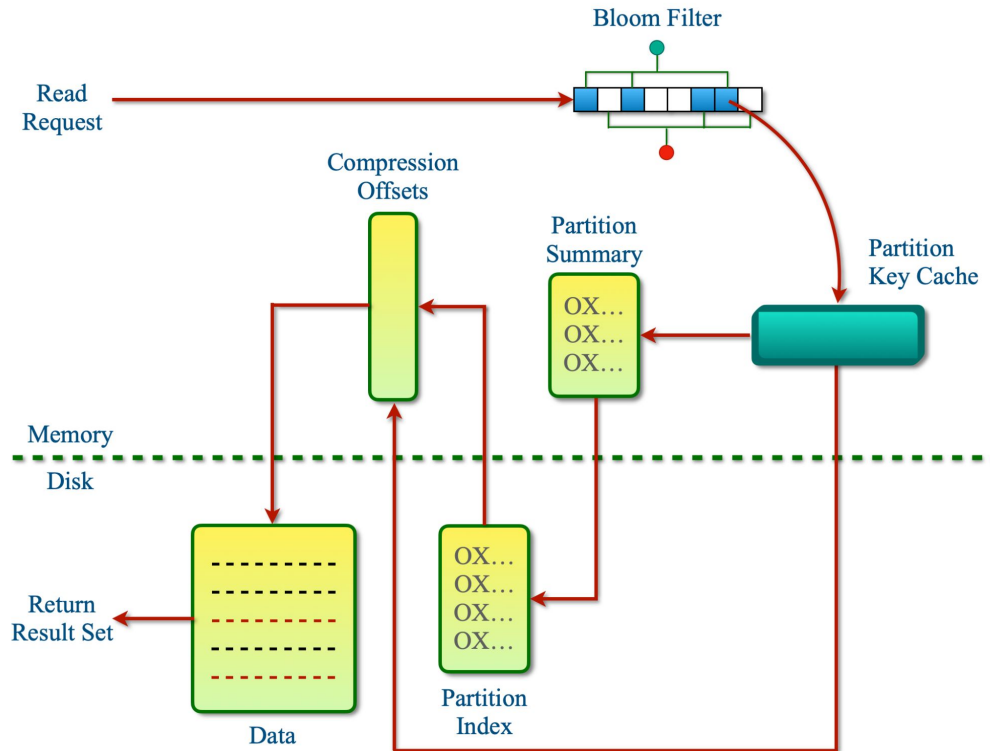 Bloom Filter
Read
Request
Compression
Offsets
Partition
Summary
Partition
Key Cache
OX…
OX…
OX…
Memory
Disk
OX…
OX…
OX…
OX…
Return
Result Set
Partition
Index
Data